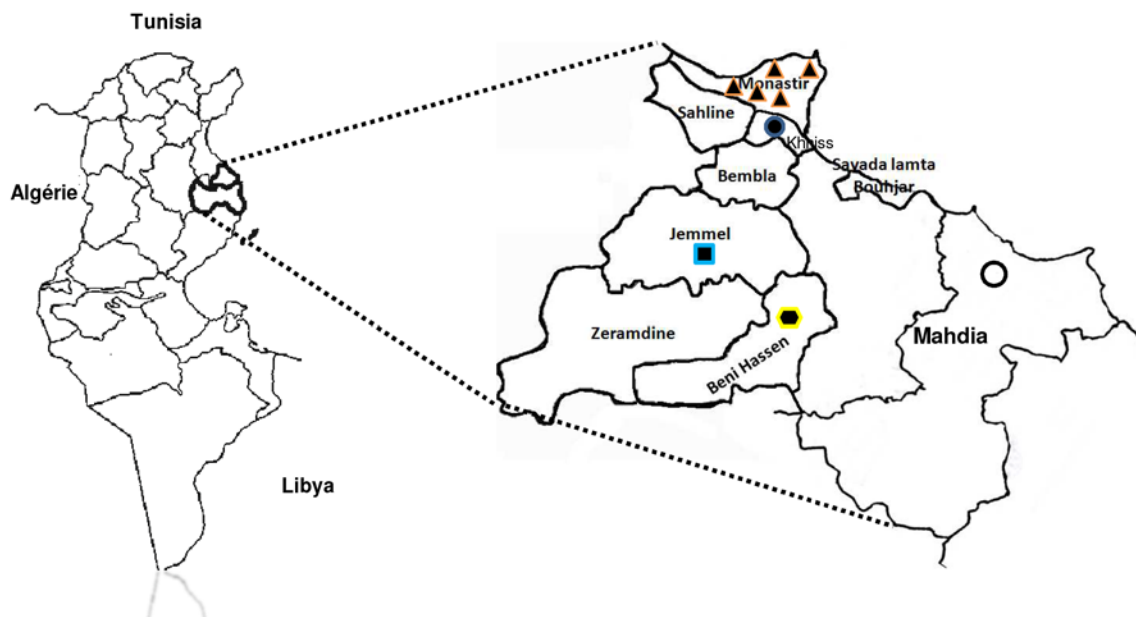 Tunisia
Algérie
Libya
Monastir
Sahline
Khniss
Bembla
Sayada lamta
Bouhjar
Jemmel
Zeramdine
Beni Hassen
Mahdia